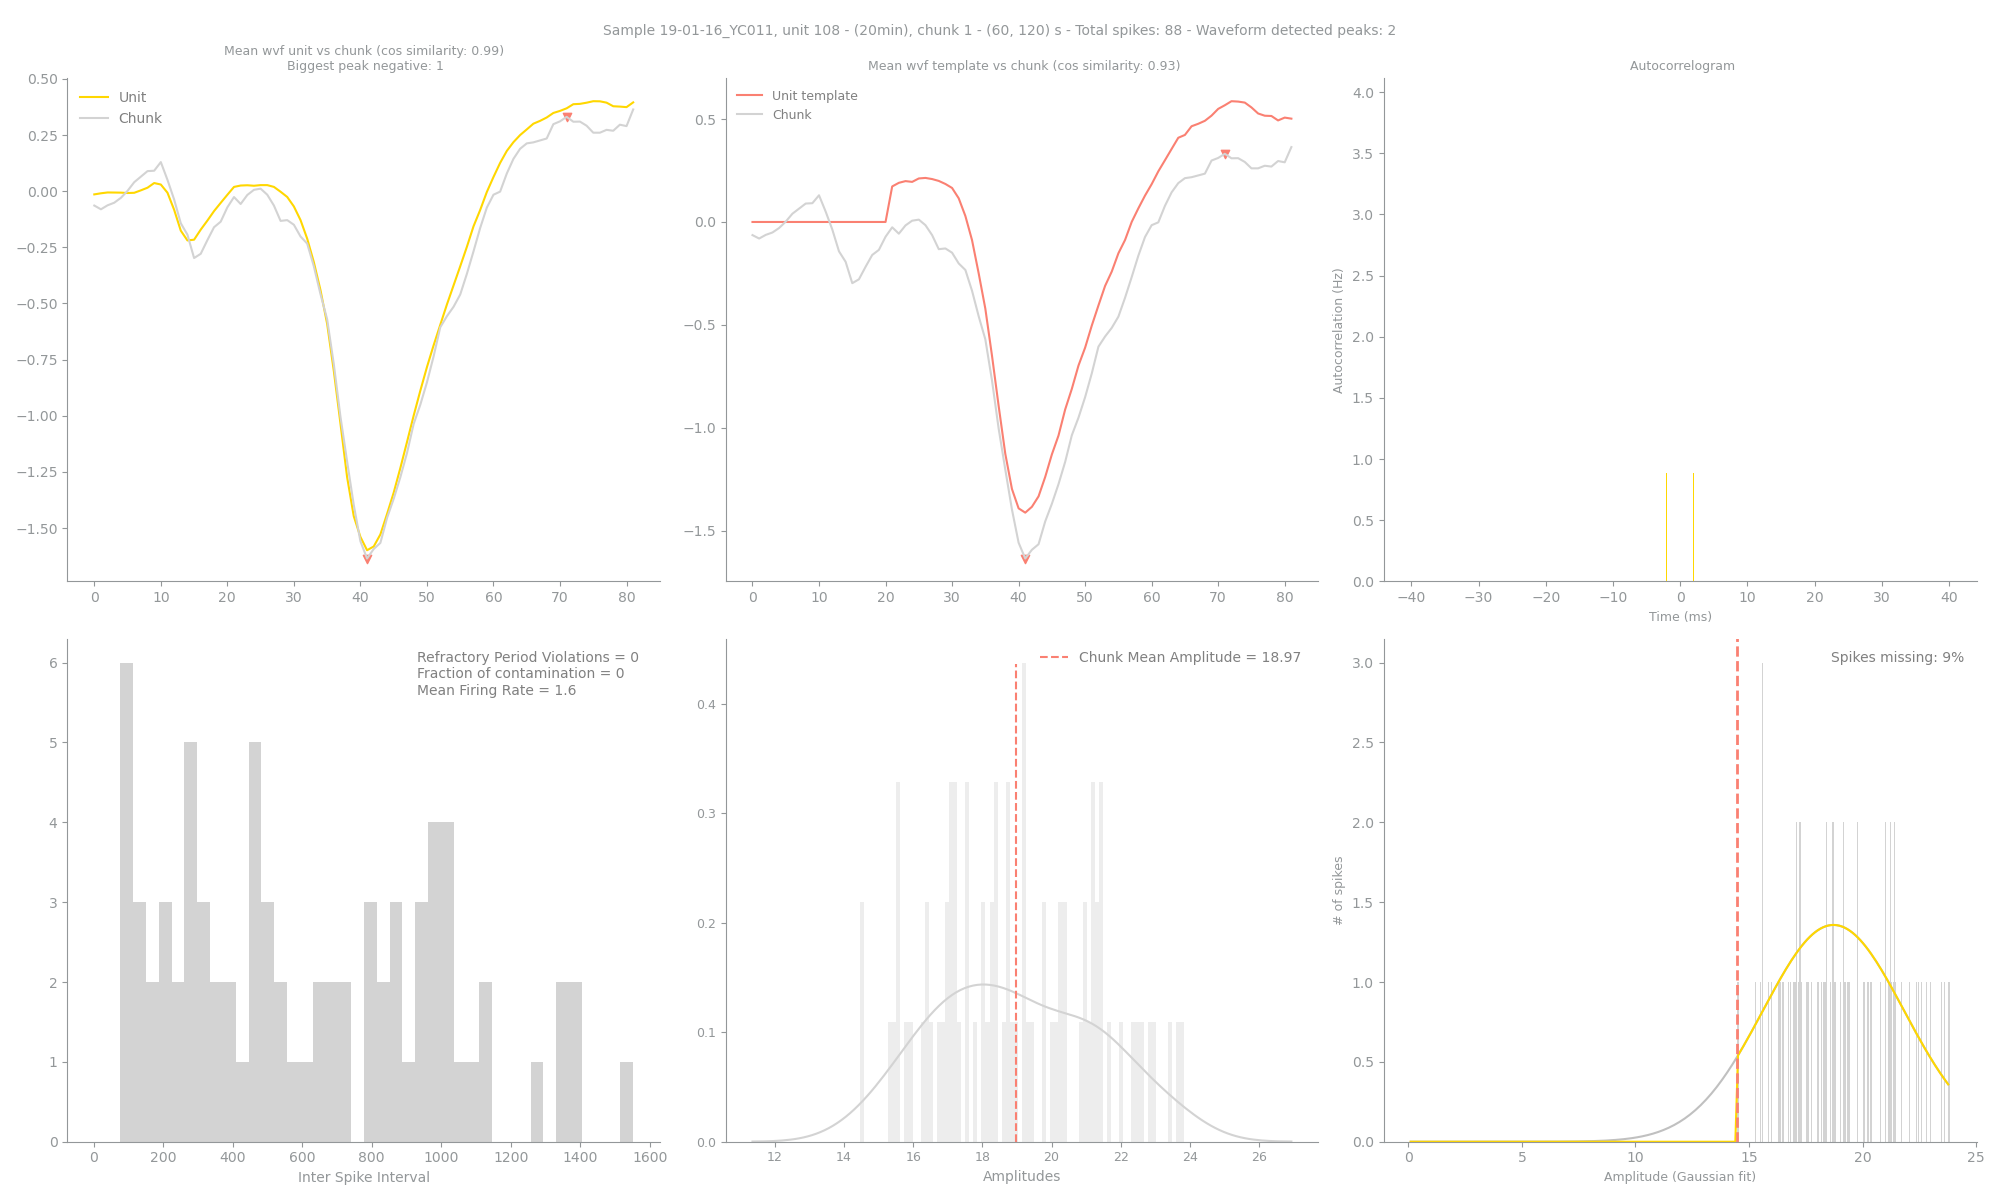 Sample 19-01-16_YC011, unit 108 - (20min), chunk 1 - (60, 120) s - Total spikes: 88 - Waveform detected peaks: 2
Mean wvf unit vs chunk (cos similarity: 0.99)
Biggest peak negative: 1
0.50
0.25
0.00
−0.25
−0.50
−0.75
−1.00
−1.25
−1.50
Unit
Chunk
0 10 20 30 40 50 60 70 80
Mean wvf template vs chunk (cos similarity: 0.93)
0.5
0.0
−0.5
−1.0
−1.5
Unit template
Chunk
0 10 20 30 40 50 60 70 80
Autocorrelogram
Autocorrelation (Hz)
4.0
3.5
3.0
2.5
2.0
1.5
1.0
0.5
0.0
−40 −30 −20 −10 0 10 20 30 40
Time (ms)
6
5
4
3
2
1
0
Refractory Period Violations = 0
Fraction of contamination = 0
Mean Firing Rate = 1.6
0 200 400 600 800 1000 1200 1400 1600
Inter Spike Interval
0.4
0.3
0.2
0.1
0.0
Chunk Mean Amplitude = 18.97
12 14 16 18 20 22 24 26
Amplitudes
# of spikes
3.0
2.5
2.0
1.5
1.0
0.5
0.0
Spikes missing: 9%
0 5 10 15 20 25
Amplitude (Gaussian fit)